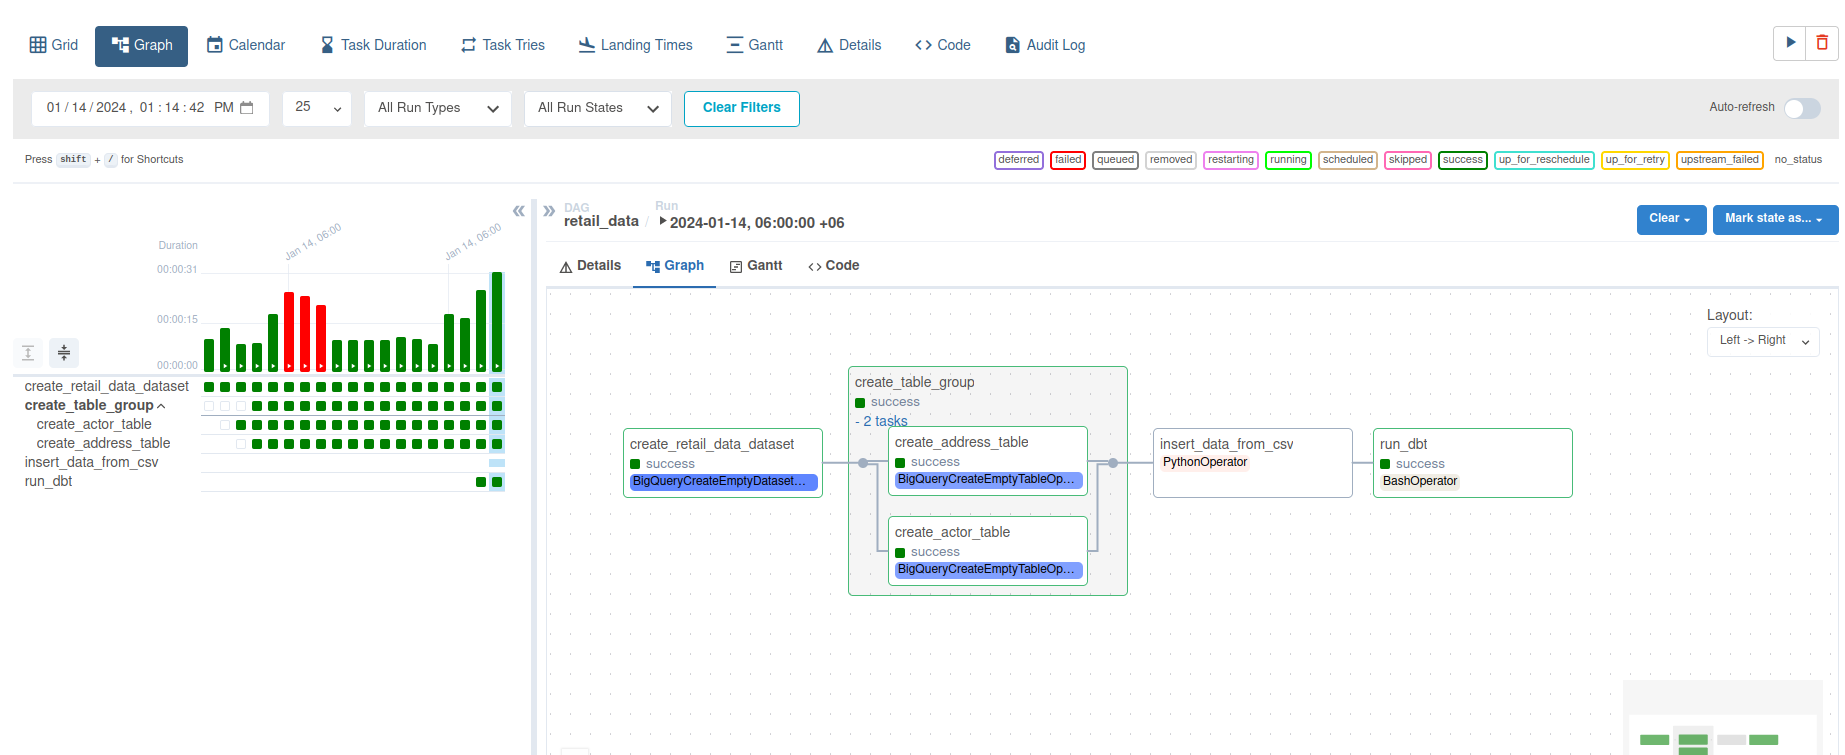 Grid Graph Calendar Task Duration Task Tries Landing Times Gantt Details Code Audit Log
01 / 14 / 2024 , 01 : 14 : 42 PM 25 All Run Types All Run States Clear Filters Auto-refresh
Press shift + / for Shortcuts
deferred failed queued removed restarting running scheduled skipped success up_for_reschedule up_for_retry upstream_failed no_status
Duration
00:00:31
00:00:15
00:00:00
Jan 14, 06:00
Jan 14, 06:00
create_retail_data_dataset
create_table_group
create_actor_table
create_address_table
insert_data_from_csv
run_dbt
DAG
retail_data /
Run
2024-01-14, 06:00:00 +06
Clear
Mark state as...
Details Graph Gantt <> Code
Layout:
Left -> Right
create_retail_data_dataset
success
BigQueryCreateEmptyDataset...
create_table_group
success
- 2 tasks
create_address_table
success
BigQueryCreateEmptyTableOp...
create_actor_table
success
BigQueryCreateEmptyTableOp...
insert_data_from_csv
PythonOperator
run_dbt
success
BashOperator